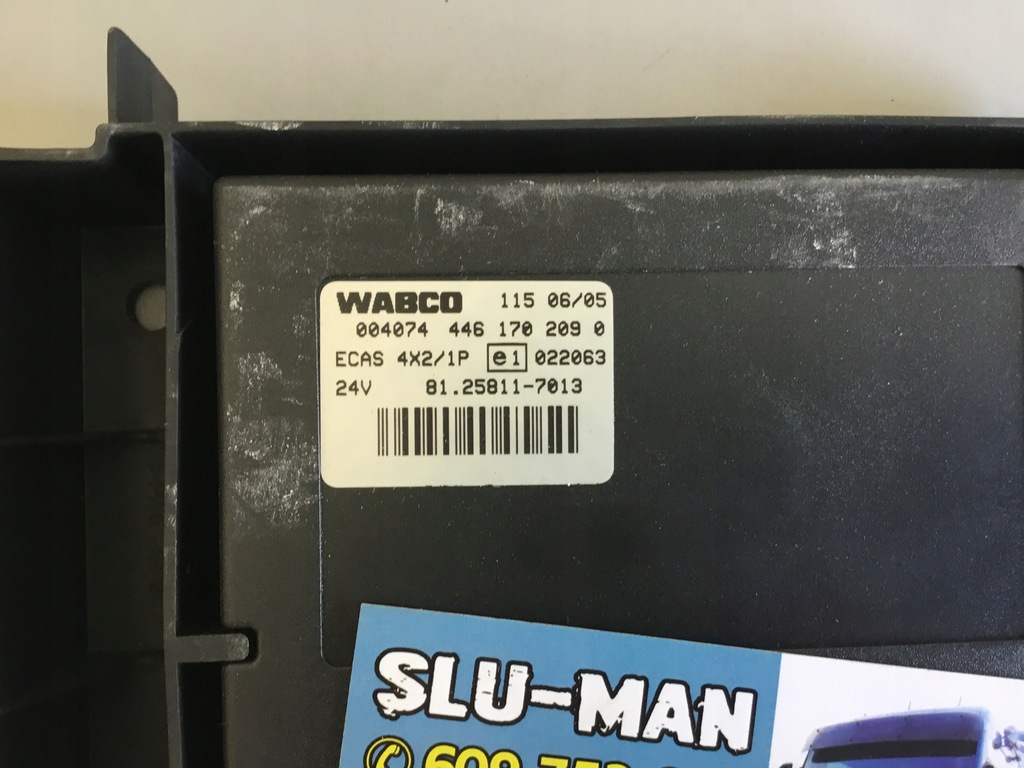 WABCO 115 06/05
004074 446 170 209 0
ECAS 4X2/1P e1 022063
24V 81.25811-7013
SLU-MAN